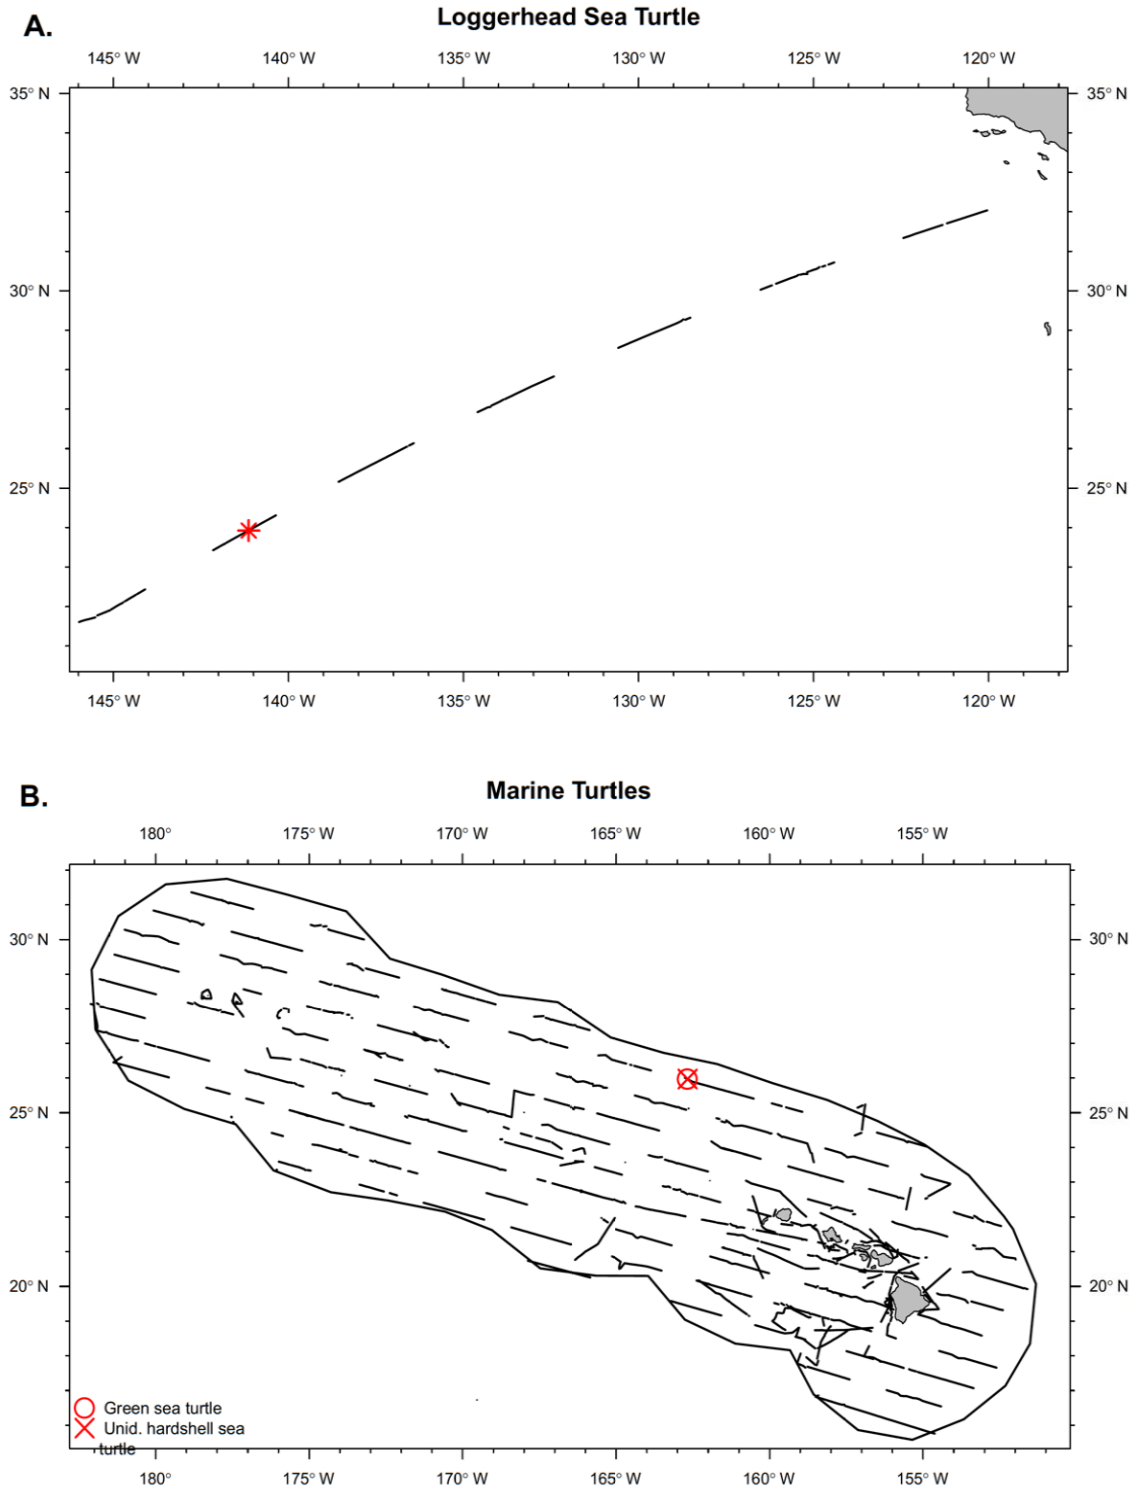 A.
Loggerhead Sea Turtle
145° W 140° W 135° W 130° W 125° W 120° W
35° N 35° N
30° N 30° N
25° N 25° N
145° W 140° W 135° W 130° W 125° W 120° W
B.
Marine Turtles
180° 175° W 170° W 165° W 160° W 155° W
30° N 30° N
25° N 25° N
20° N 20° N
Green sea turtle
Unid. hardshell sea
turtle
180° 175° W 170° W 165° W 160° W 155° W